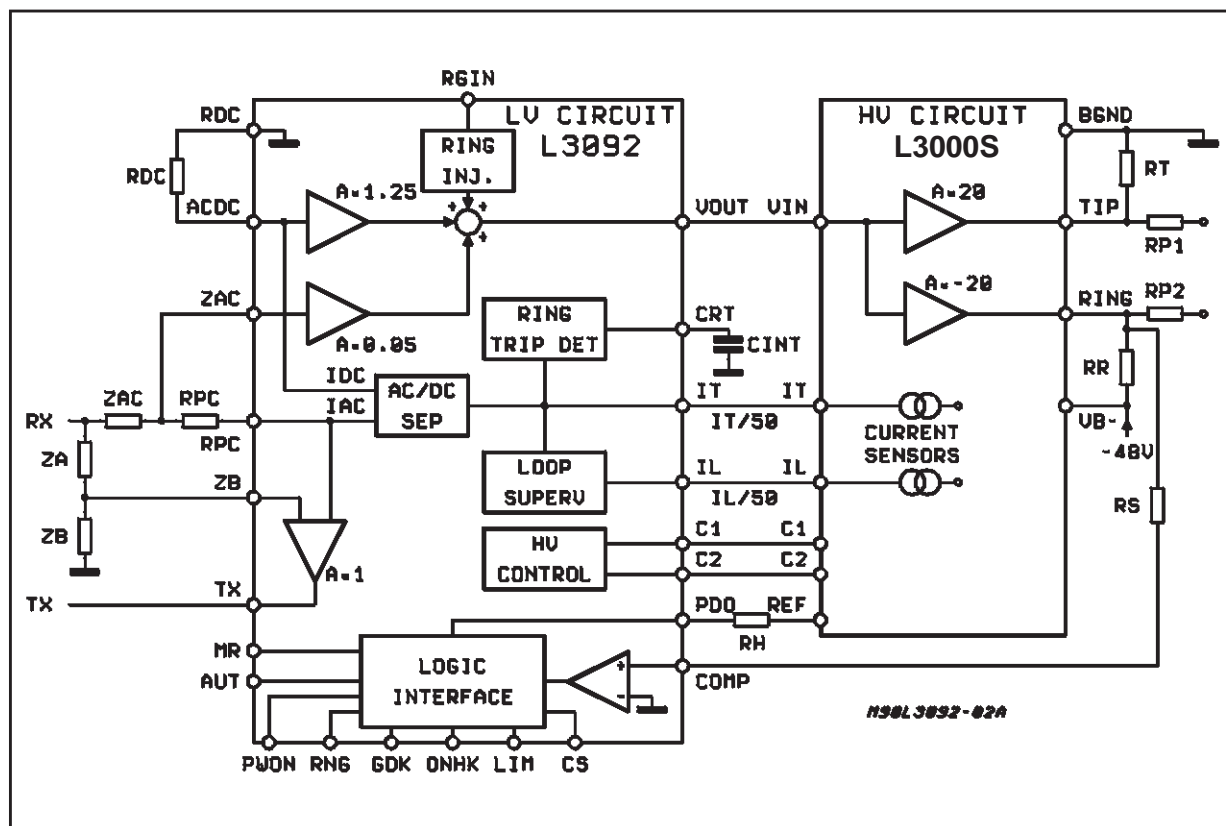 RGIN
RDC
LV CIRCUIT
L3092
HV CIRCUIT
L3000S
BGND
RDC
RING
INJ.
RT
ACDC
A=1.25
VOUT
VIN
A=20
TIP
RP1
ZAC
A=0.05
RING
TRIP DET
CRT
CINT
A=-20
RING
RP2
RR
IDC
IAC
AC/DC
SEP
RX
ZAC
RPC
RPC
IT
IT
IT/50
CURRENT
SENSORS
VB-
-48V
ZA
ZB
LOOP
SUPERV
IL
IL
IL/50
RS
ZB
A=1
HV
CONTROL
C1
C1
C2
C2
TX
TX
PDO
REF
RH
MR
AUT
LOGIC
INTERFACE
+
-
COMP
M90L3092-02A
PWON
RNG
GDK
ONHK
LIM
CS
+
+
+